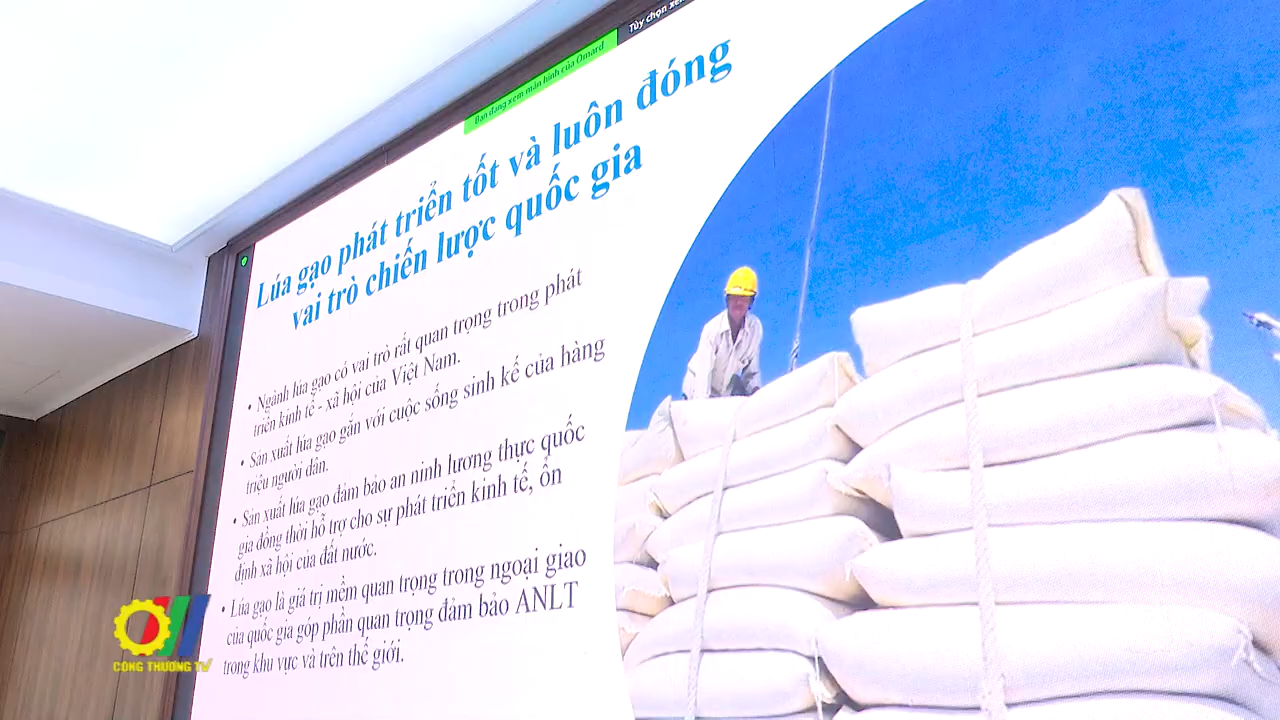 Tùy chọn xem
Bạn đang xem màn hình của Omard
Lúa gạo phát triển tốt và luôn đóng
vai trò chiến lược quốc gia
• Ngành lúa gạo có vai trò rất quan trọng trong phát
triển kinh tế - xã hội của Việt Nam.
• Sản xuất lúa gạo gắn với cuộc sống sinh kế của hàng
triệu người dân.
• Sản xuất lúa gạo đảm bảo an ninh lương thực quốc
gia đồng thời hỗ trợ cho sự phát triển kinh tế, ổn
định xã hội của đất nước.
• Lúa gạo là giá trị mềm quan trọng trong ngoại giao
của quốc gia góp phần quan trọng đảm bảo ANLT
trong khu vực và trên thế giới.
CÔNG THƯƠNG TV